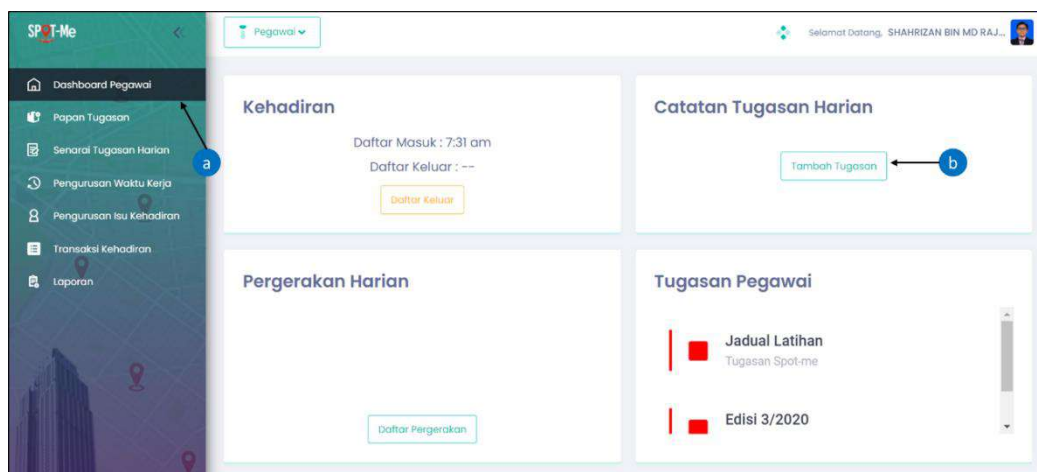 SPOT-Me
Pegawai
Selamat Datang, SHAHRIZAN BIN MD RAJ...
Dashboard Pegawai
Papan Tugasan
Senarai Tugasan Harian
Pengurusan Waktu Kerja
Pengurusan Isu Kehadiran
Transaksi Kehadiran
Laporan
a
Kehadiran
Daftar Masuk : 7:31 am
Daftar Keluar : --
Daftar Keluar
Catatan Tugasan Harian
Tambah Tugasan
b
Pergerakan Harian
Daftar Pergerakan
Tugasan Pegawai
Jadual Latihan
Tugasan Spot-me
Edisi 3/2020